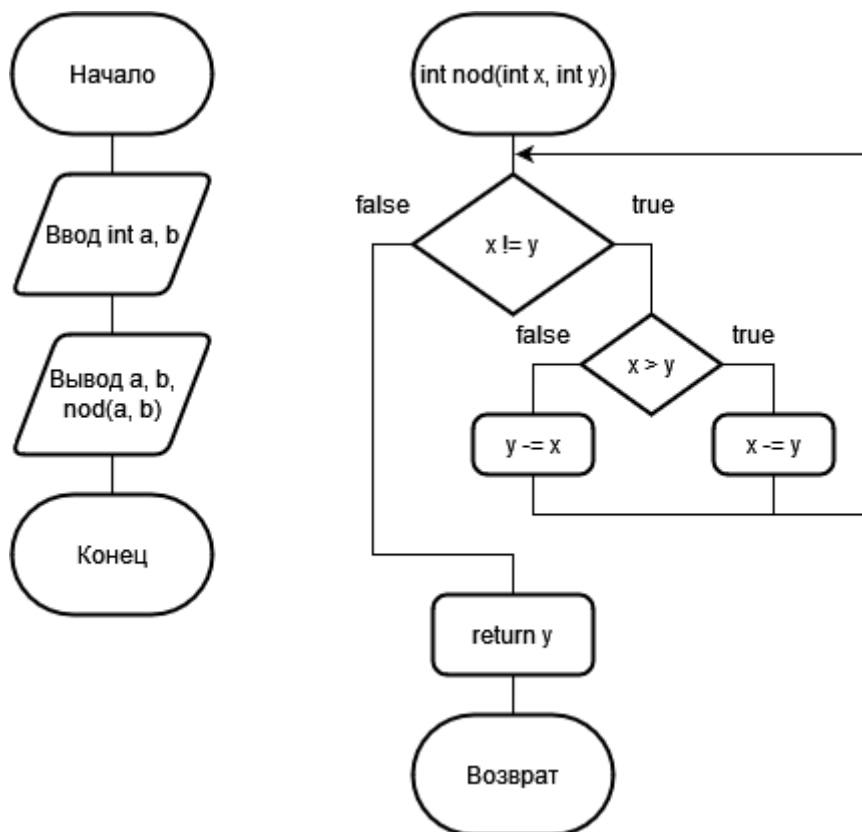 Начало
Ввод int a, b
Вывод a, b,
nod(a, b)
Конец
int nod(int x, int y)
false
true
x != y
false
true
x > y
y -= x
x -= y
return y
Возврат